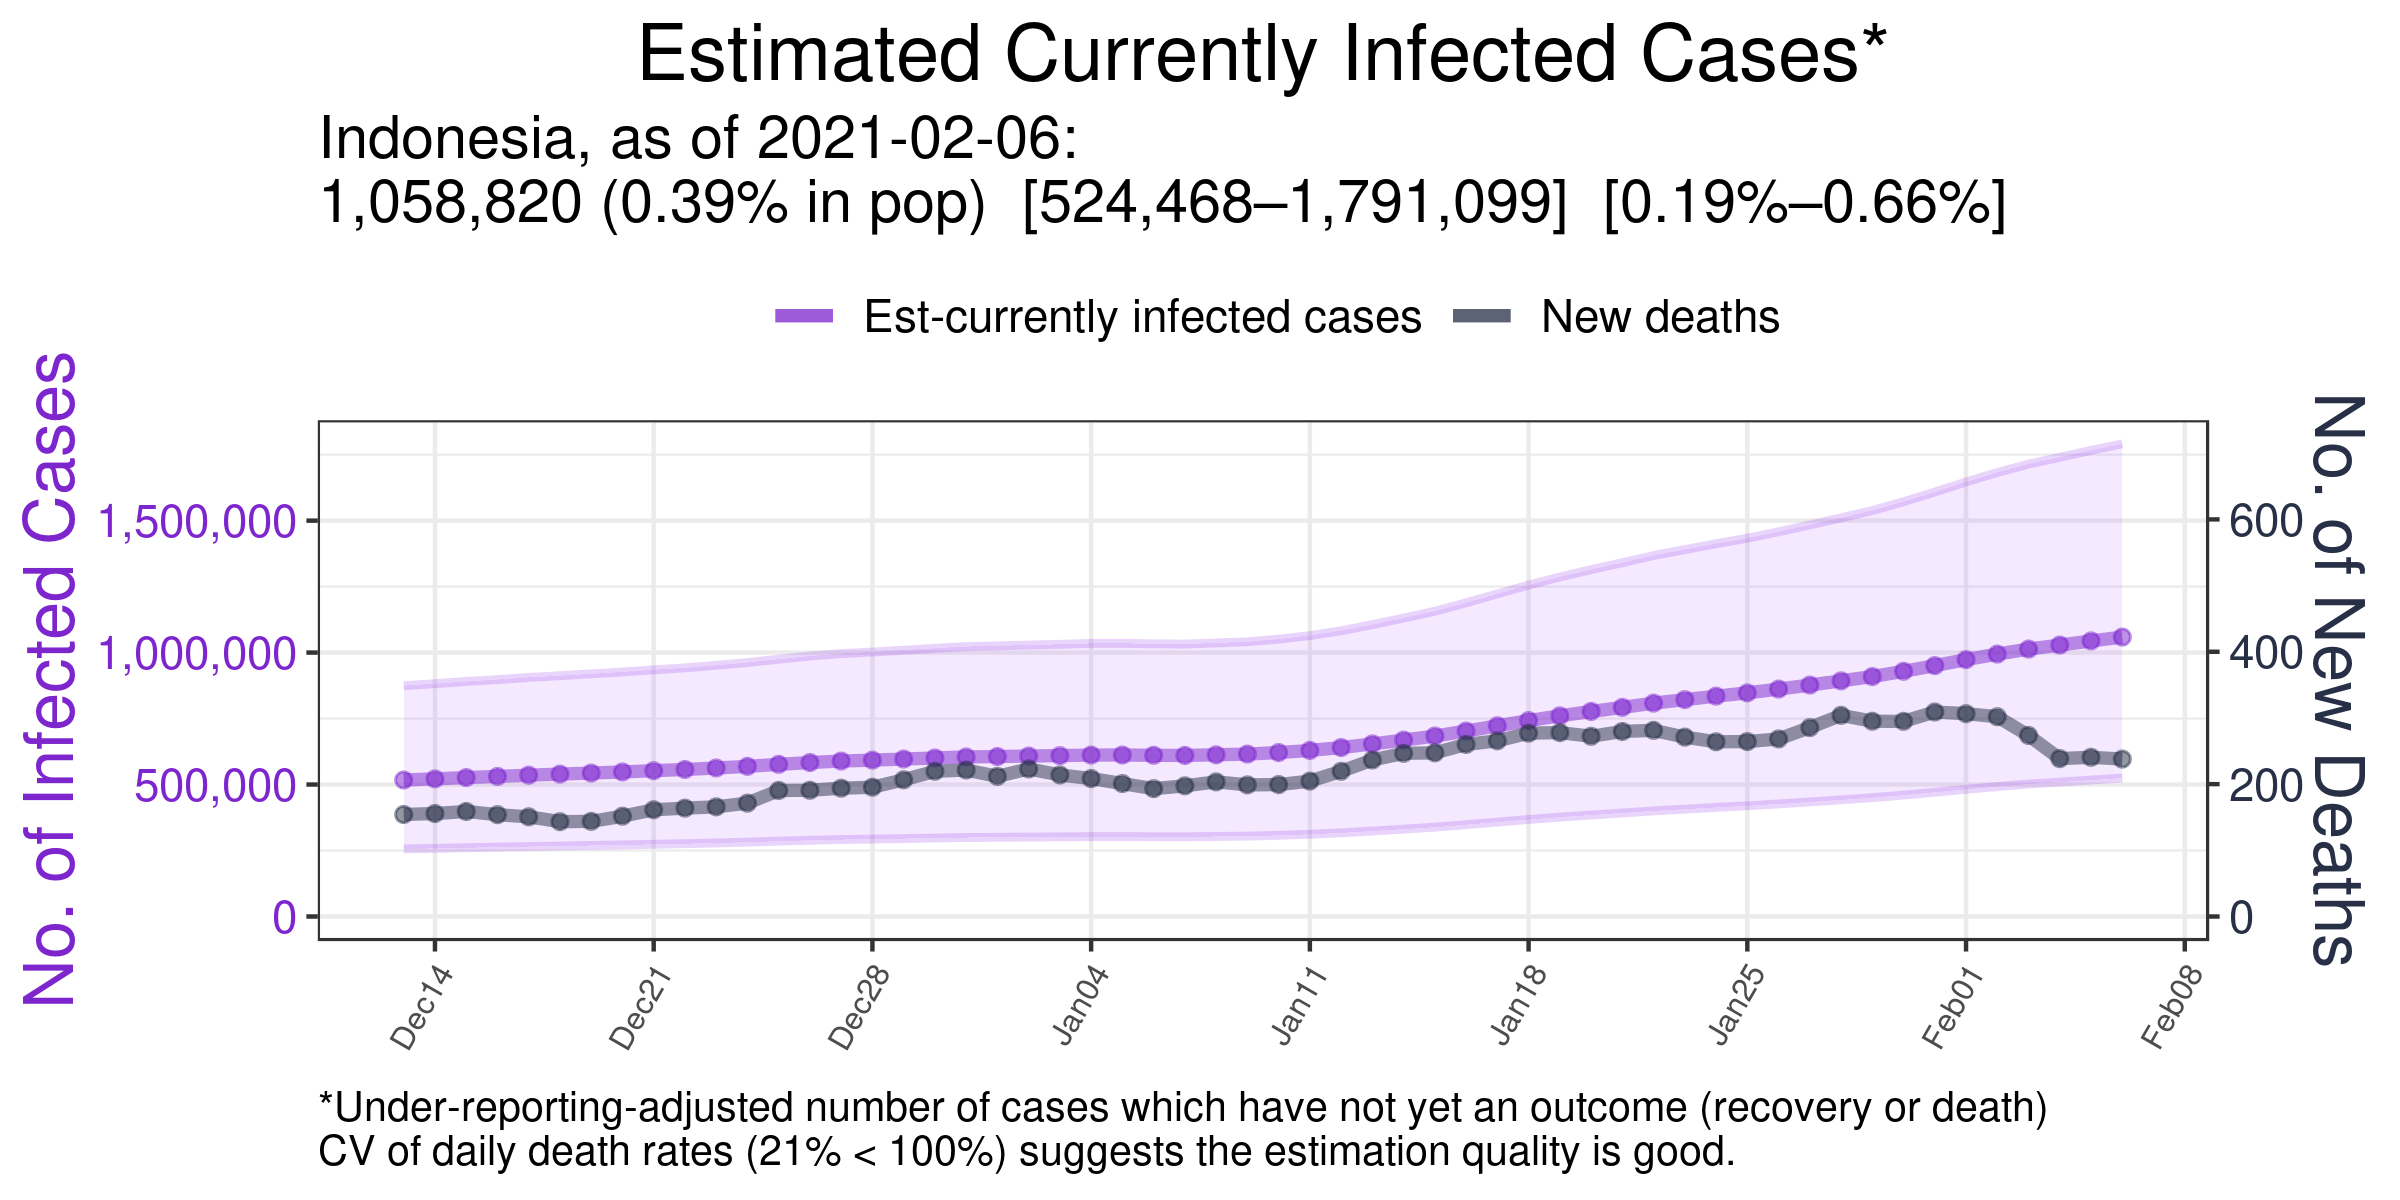 Estimated Currently Infected Cases*
Indonesia, as of 2021-02-06:
1,058,820 (0.39% in pop)  [524,468–1,791,099]  [0.19%–0.66%]
Est-currently infected cases
New deaths
No. of Infected Cases
1,500,000
1,000,000
500,000
0
600
400
200
0
No. of New Deaths
Dec14
Dec21
Dec28
Jan04
Jan11
Jan18
Jan25
Feb01
Feb08
*Under-reporting-adjusted number of cases which have not yet an outcome (recovery or death)
CV of daily death rates (21% < 100%) suggests the estimation quality is good.